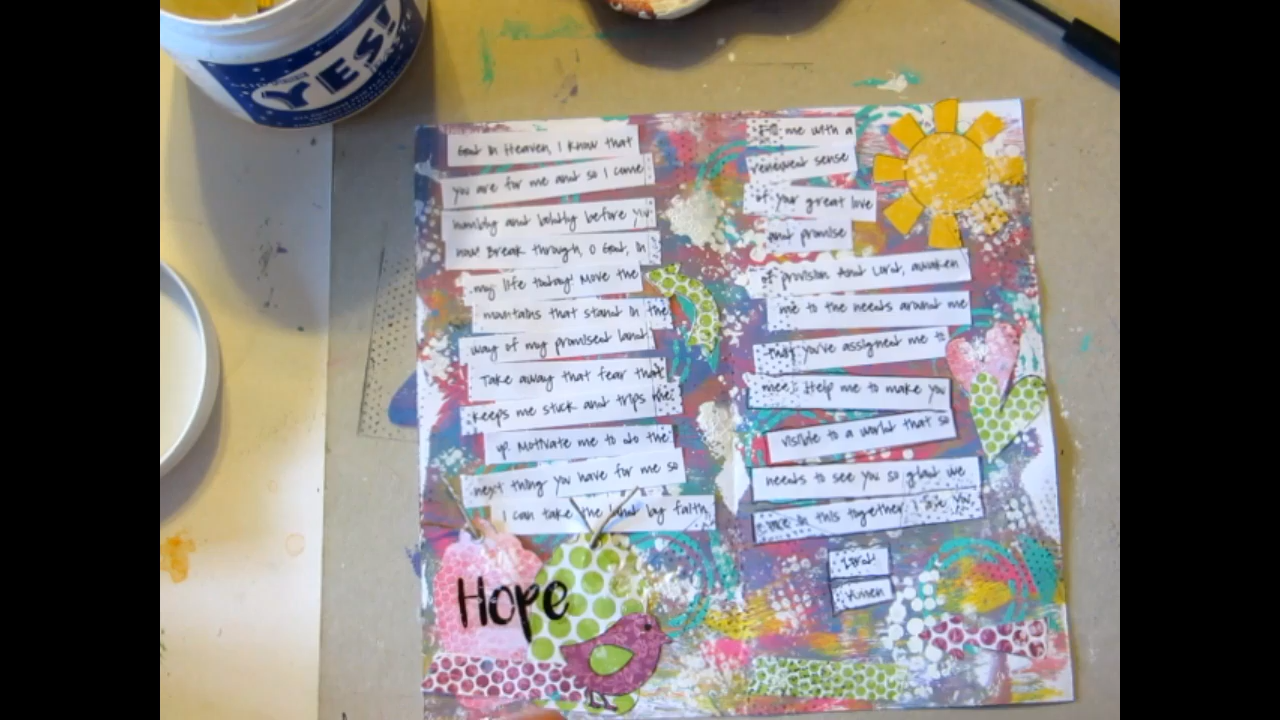 YES!
God in Heaven, I know that
you are for me and so I come
humbly and boldly before you
now! Break through, O God, in
my life today! Move the
mountains that stand in the
way of my promised land.
Take away that fear that
keeps me stuck and trips me
up. Motivate me to do the
next thing you have for me so
I can take the land by faith.
Hope
Fill me with a
renewed sense
of your great love
and promise
of provision And Lord, awaken
me to the needs around me
that you've assigned me to
meet. Help me to make you
visible to a world that so
needs to see you so glad we
are in this together. I love you,
Lord!
Amen